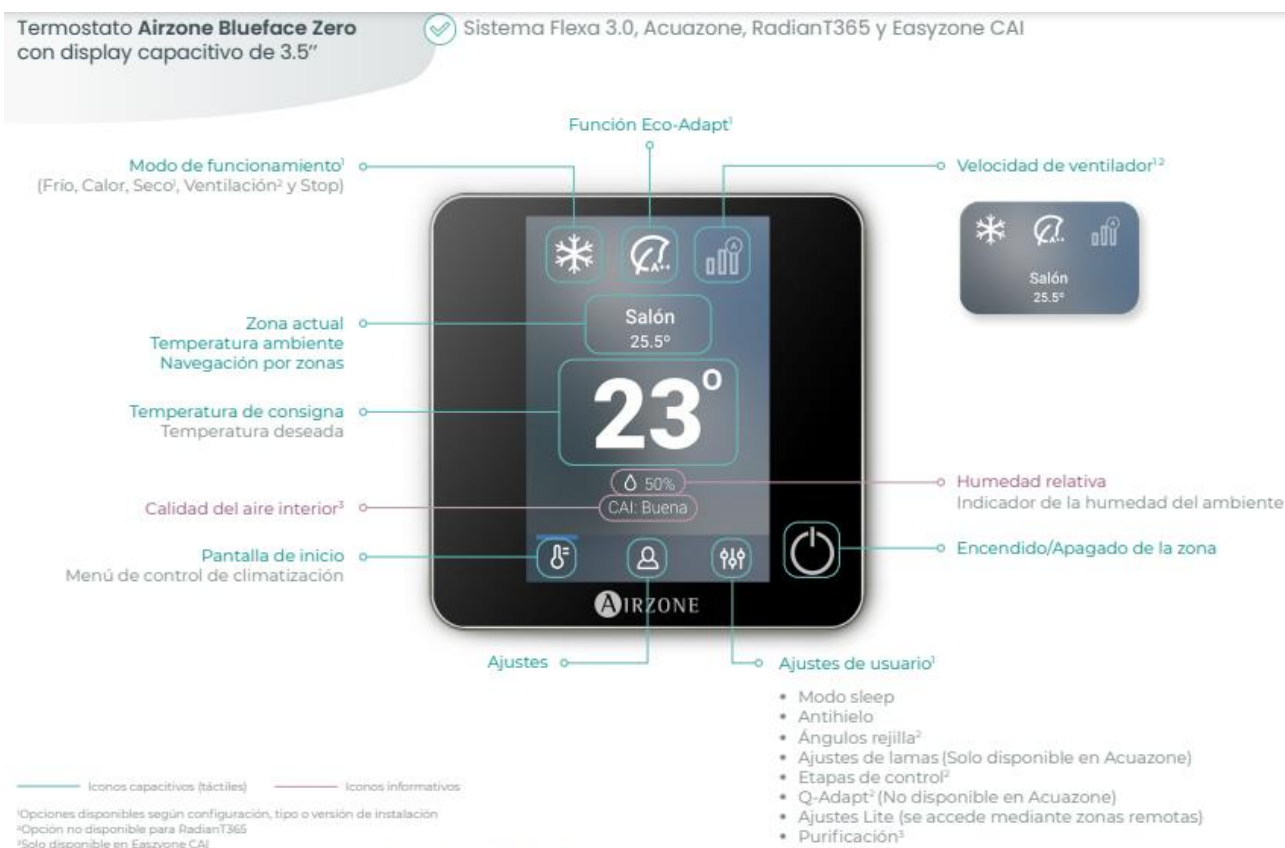 Termostato Airzone Blueface Zero
con display capacitivo de 3.5"
Sistema Flexa 3.0, Acuazone, RadianT365 y Easyzone CAI
Función Eco-Adapt¹
Modo de funcionamiento¹
(Frío, Calor, Seco¹, Ventilación² y Stop)
Velocidad de ventilador¹²
A++
A
Salón
25.5º
A++
A
Salón
25.5º
Zona actual
Temperatura ambiente
Navegación por zonas
23º
Temperatura de consigna
Temperatura deseada
50%
CAI: Buena
Humedad relativa
Indicador de la humedad del ambiente
Calidad del aire interior³
Pantalla de inicio
Menú de control de climatización
Encendido/Apagado de la zona
AIRZONE
Ajustes
Ajustes de usuario¹
• Modo sleep
• Antihielo
• Ángulos rejilla²
• Ajustes de lamas (Solo disponible en Acuazone)
• Etapas de control²
• Q-Adapt² (No disponible en Acuazone)
• Ajustes Lite (se accede mediante zonas remotas)
• Purificación³
Iconos capacitivos (táctiles)
Iconos informativos
¹Opciones disponibles según configuración, tipo o versión de instalación
²Opción no disponible para RadianT365
³Solo disponible en Easzyone CAI